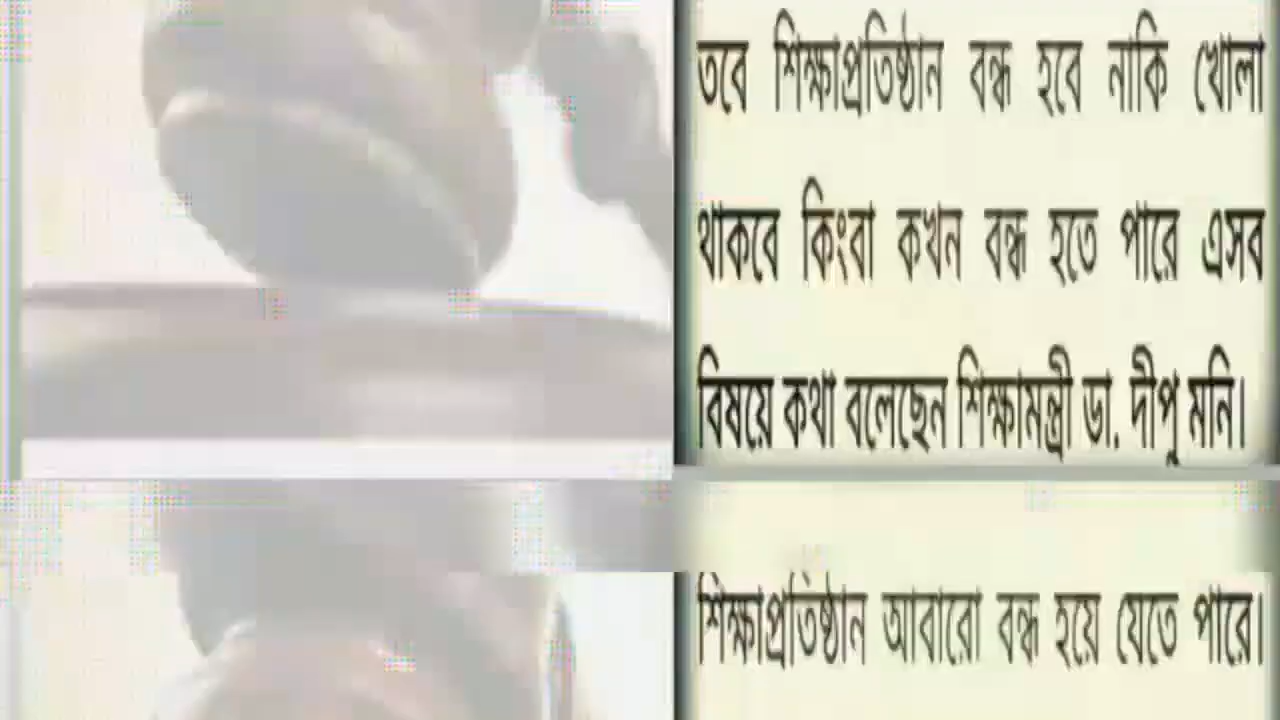 তবে শিক্ষাপ্রতিষ্ঠান বন্ধ হবে নাকি খোলা
থাকবে কিংবা কখন বন্ধ হতে পারে এসব
বিষয়ে কথা বলেছেন শিক্ষামন্ত্রী ডা. দীপু মনি।
শিক্ষাপ্রতিষ্ঠান আবারো বন্ধ হয়ে যেতে পারে।